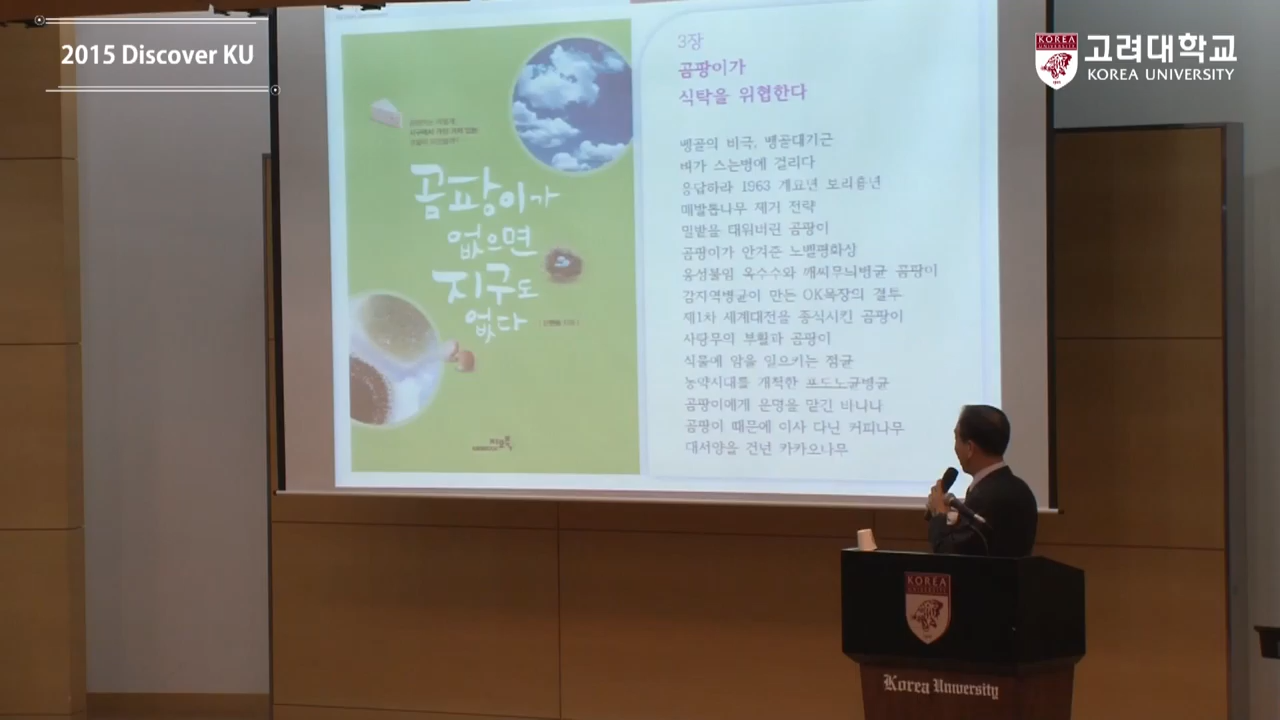 2015 Discover KU
KOREA
UNIVERSITY
고려대학교
KOREA UNIVERSITY
곰팡이가
없으면
지구도
없다
3장
곰팡이가
식탁을 위협한다
벵골의 비극, 벵골대기근
벼가 스는병에 걸리다
응답하라 1963 계묘년 보리흉년
매발톱나무 제거 전략
밀밭을 대워버린 곰팡이
곰팡이가 안겨준 노벨평화상
웅성불임 옥수수와 깨씨무늬병균 곰팡이
감자역병균이 만든 OK목장의 결투
제1차 세계대전을 종식시킨 곰팡이
사탕무의 부활과 곰팡이
식물에 암을 일으키는 점균
농약시대를 개척한 포도노균병균
곰팡이에게 운명을 맡긴 바나나
곰팡이 때문에 이사 다닌 커피나무
대서양을 건넌 카카오나무
KOREA
UNIVERSITY
Korea University